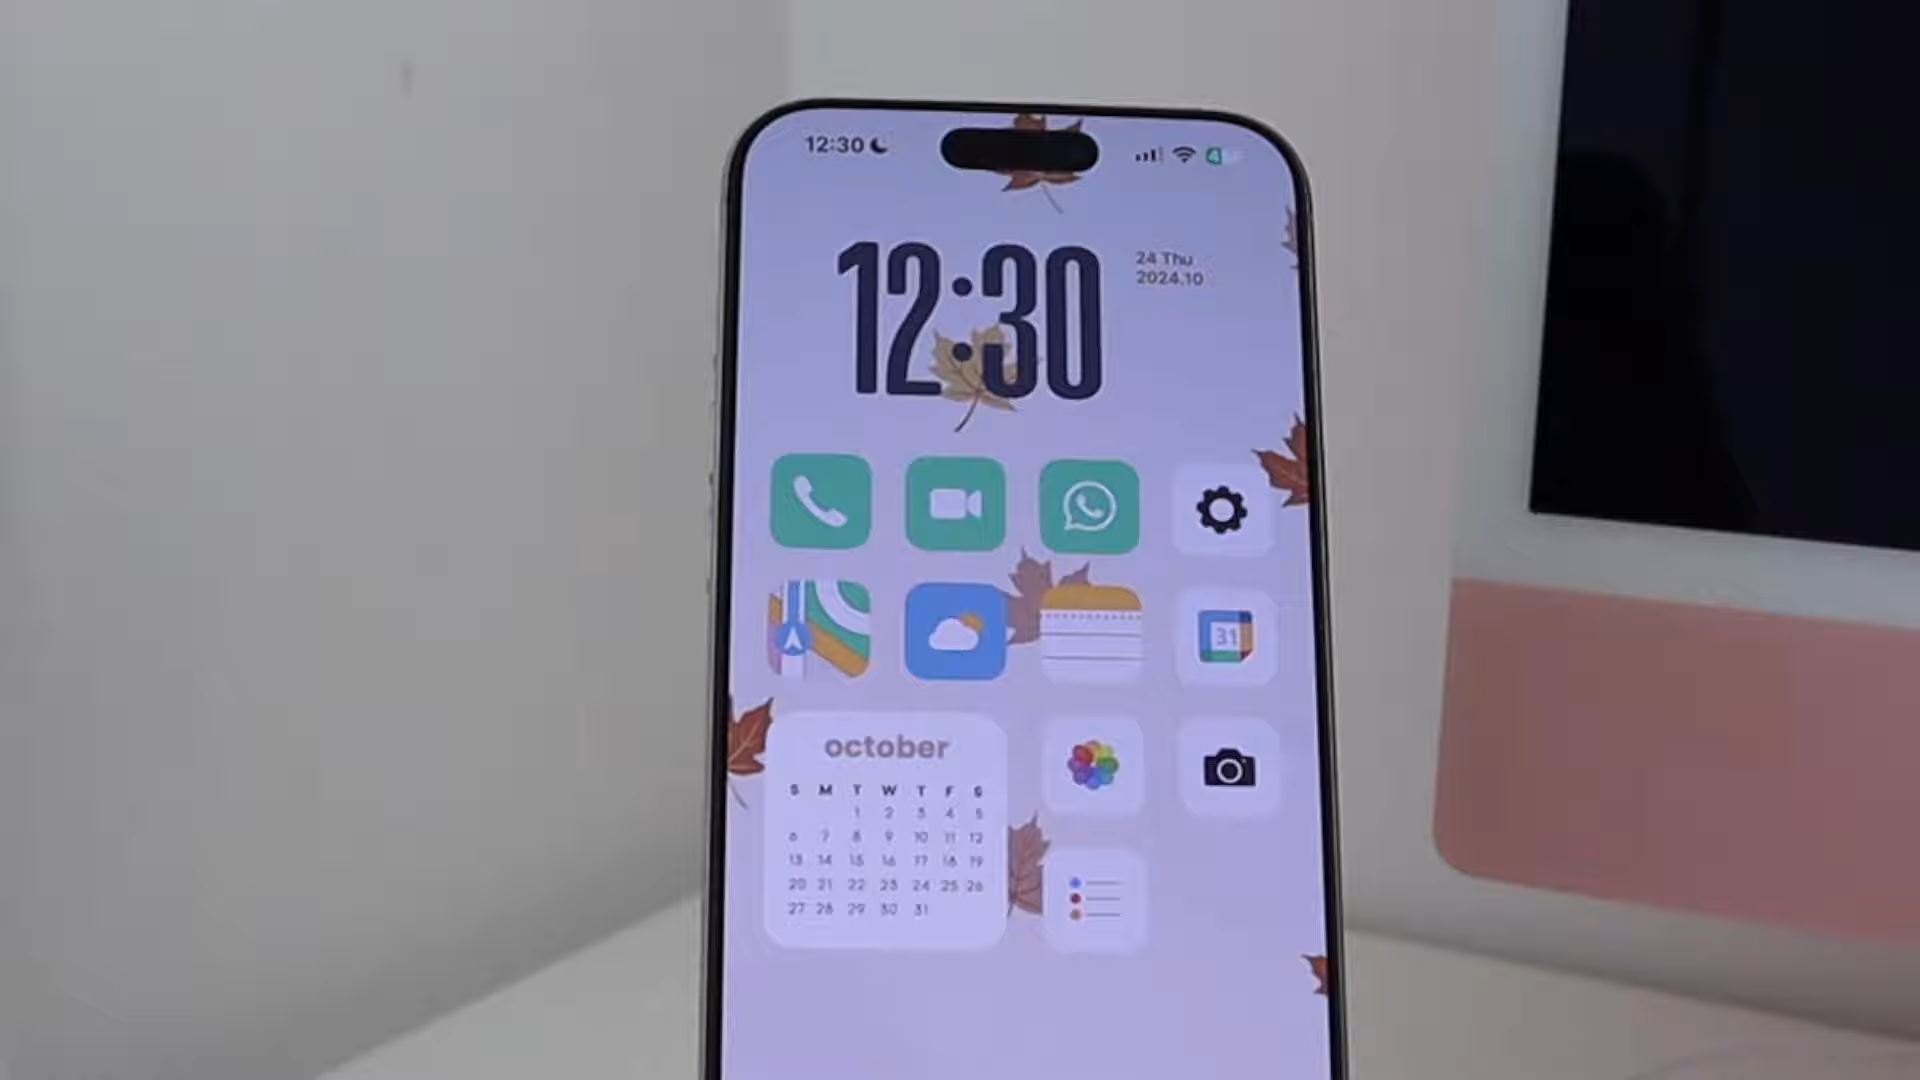 12:30
12:30
24 Thu
2024.10
31
october
S M T W T F S
1 2 3 4 5
6 7 8 9 10 11 12
13 14 15 16 17 18 19
20 21 22 23 24 25 26
27 28 29 30 31